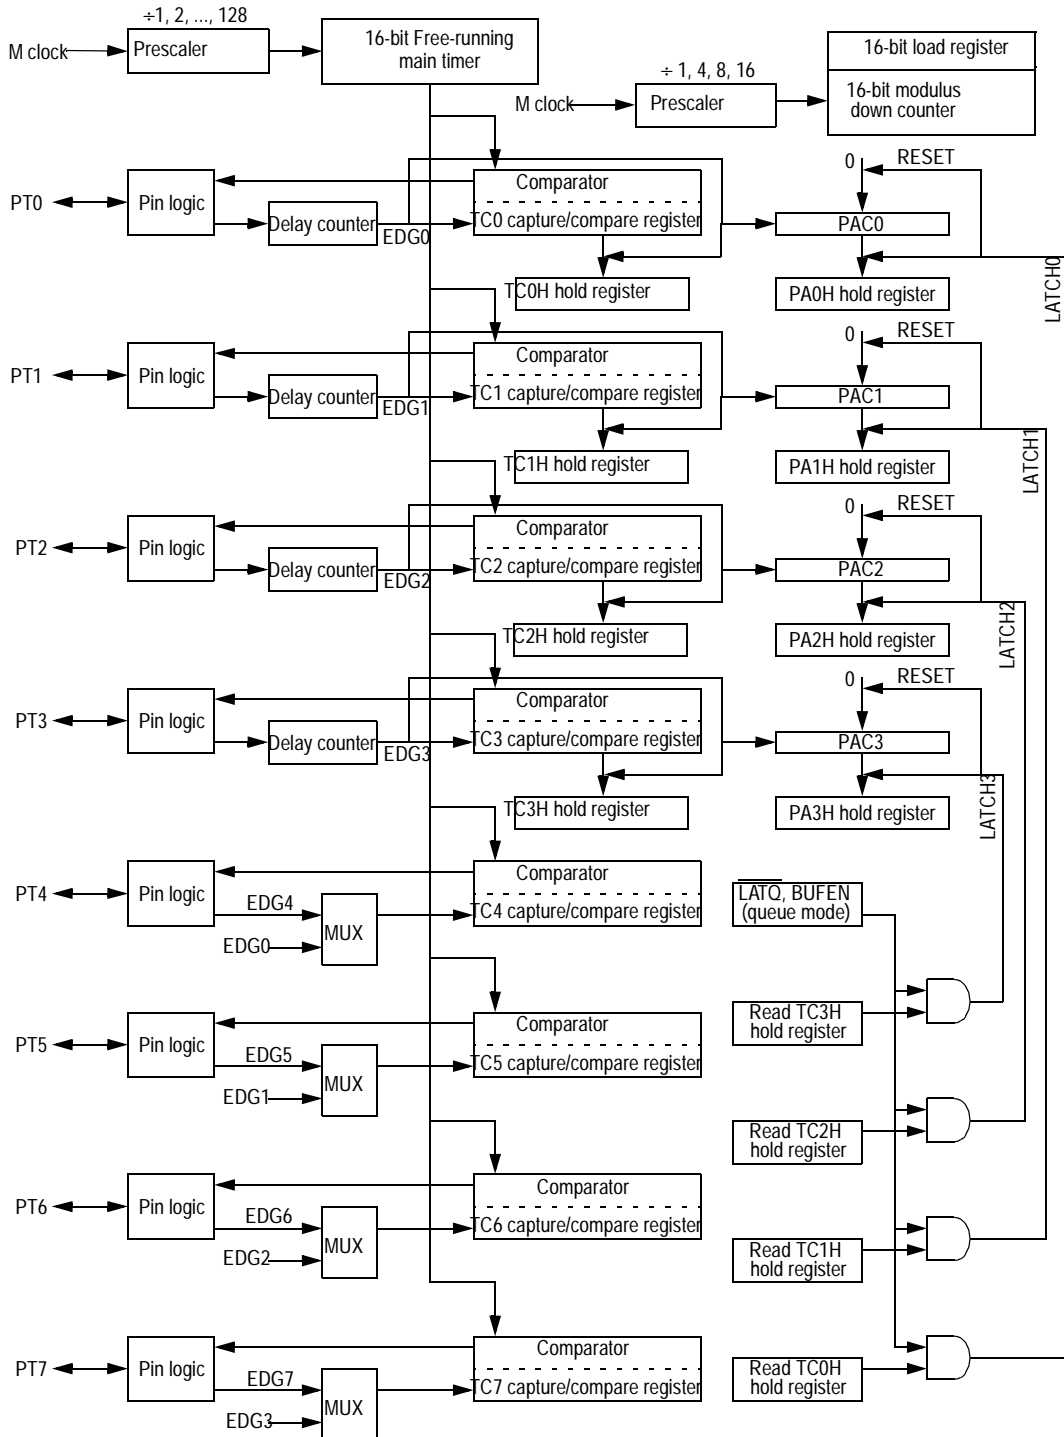 ÷1, 2, ..., 128
M clock
Prescaler
16-bit Free-running
main timer
÷ 1, 4, 8, 16
M clock
Prescaler
16-bit load register
16-bit modulus
down counter
PT0
Pin logic
Delay counter
EDG0
Comparator
TC0 capture/compare register
TC0H hold register
0
RESET
PAC0
PA0H hold register
LATCH0
PT1
Pin logic
Delay counter
EDG1
Comparator
TC1 capture/compare register
TC1H hold register
0
RESET
PAC1
PA1H hold register
LATCH1
PT2
Pin logic
Delay counter
EDG2
Comparator
TC2 capture/compare register
TC2H hold register
0
RESET
PAC2
PA2H hold register
LATCH2
PT3
Pin logic
Delay counter
EDG3
Comparator
TC3 capture/compare register
TC3H hold register
0
RESET
PAC3
PA3H hold register
LATCH3
PT4
Pin logic
EDG4
EDG0
MUX
Comparator
TC4 capture/compare register
LATQ, BUFEN
(queue mode)
PT5
Pin logic
EDG5
EDG1
MUX
Comparator
TC5 capture/compare register
Read TC3H
hold register
Read TC2H
hold register
PT6
Pin logic
EDG6
EDG2
MUX
Comparator
TC6 capture/compare register
Read TC1H
hold register
PT7
Pin logic
EDG7
EDG3
MUX
Comparator
TC7 capture/compare register
Read TC0H
hold register